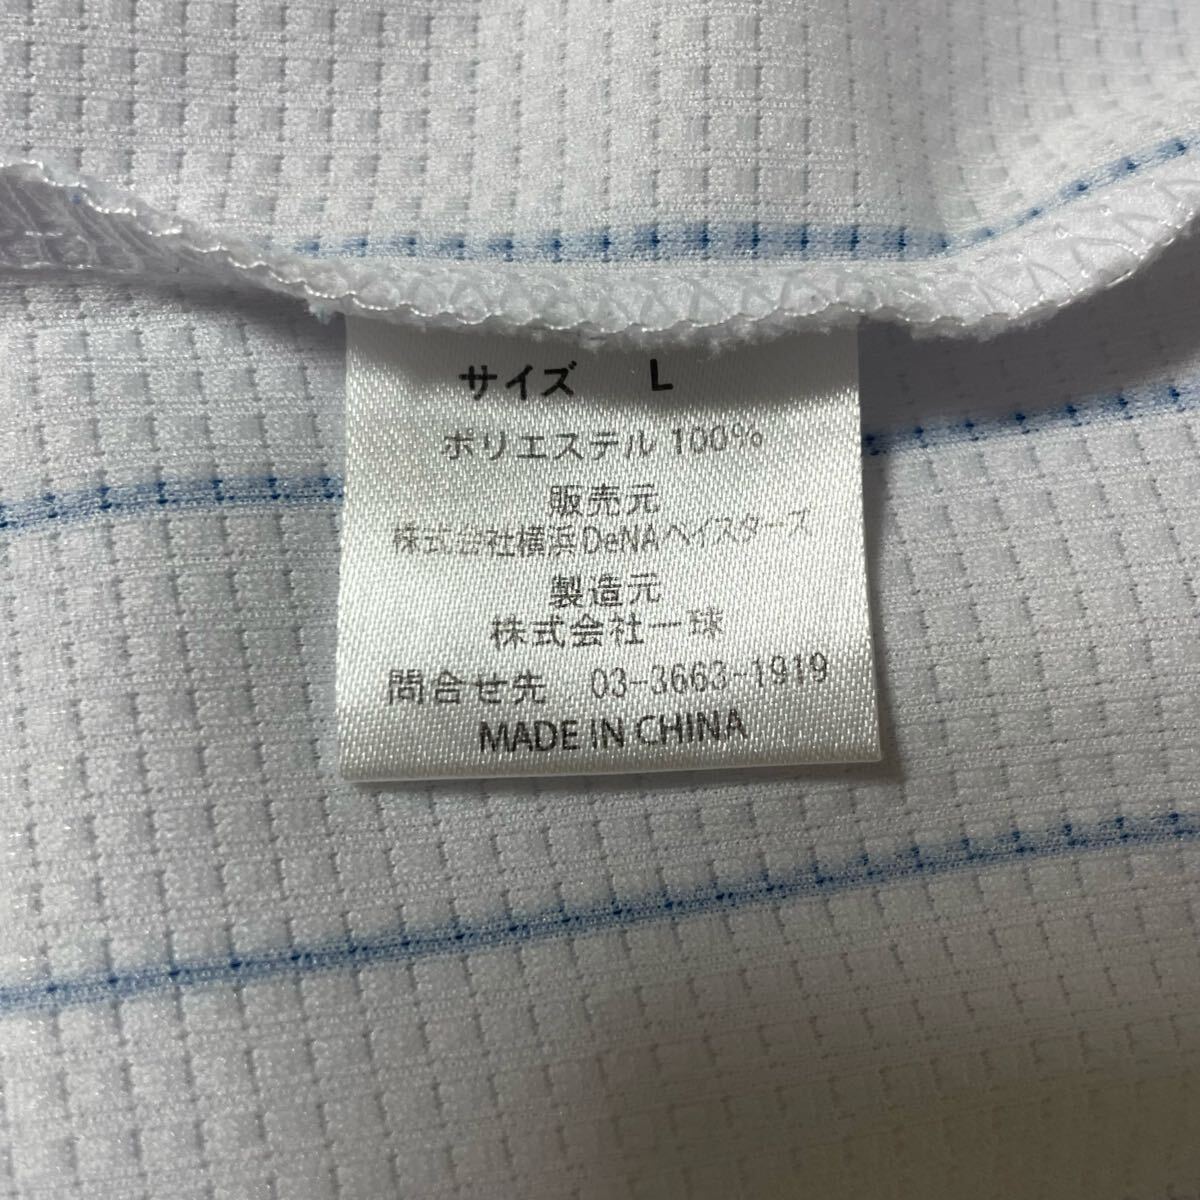 サイズ L
ポリエステル 100%
販売元
株式会社横浜DeNAベイスターズ
製造元
株式会社一球
問合せ先 03-3663-1919
MADE IN CHINA